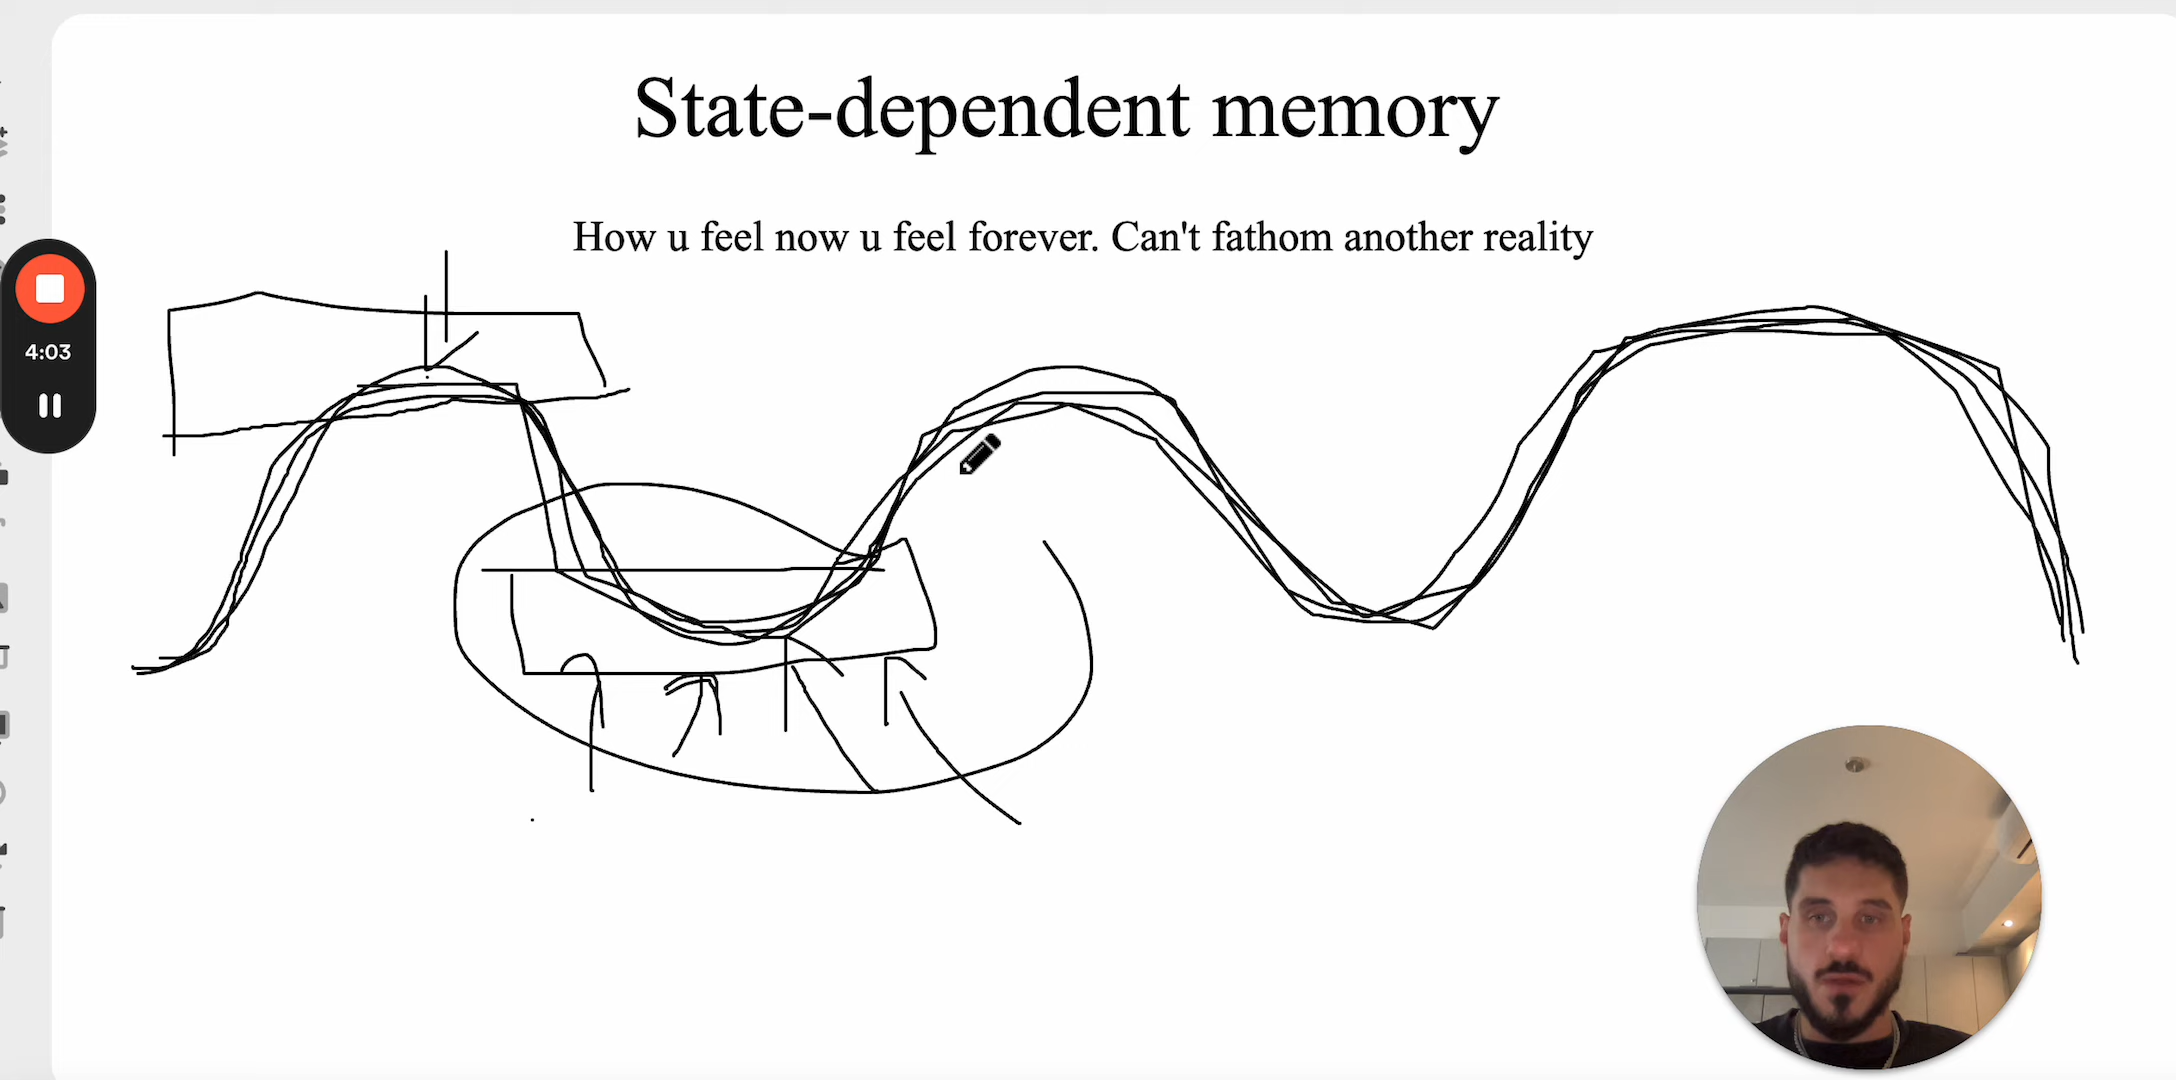 State-dependent memory
How u feel now u feel forever. Can't fathom another reality
4:03